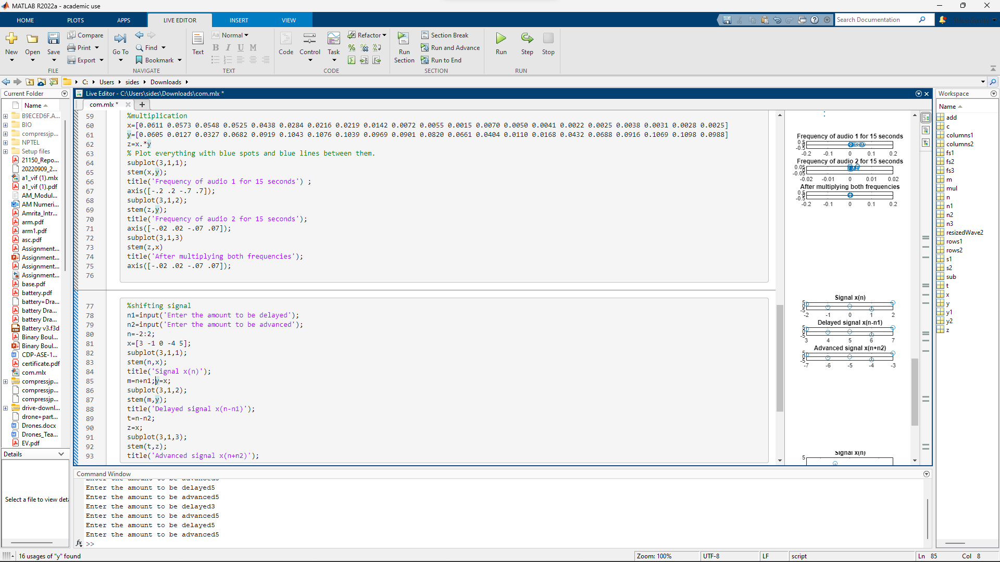 MATLAB R2022a - academic use
HOME PLOTS APPS LIVE EDITOR INSERT VIEW
Search Documentation
New Open Save Compare Print Export
FILE
Go To Find Bookmark
NAVIGATE
Text Aa Normal B I U M
TEXT
Code Control Task Refactor
CODE
Run Section Section Break Run and Advance Run to End
SECTION
Run Step Stop
RUN
C: Users sides Downloads
Current Folder
Name
B9ECED6F.A...
BIO
compressjp...
NPTEL
Setup files
21150_Repo...
20220909_2...
a1_vif (1).mlx
a1_vif (1).pdf
AM_Modul...
AM Numeri...
Amrita_Intr...
arm.pdf
arm1.pdf
asc.pdf
Assignment...
Assignment...
Assignment...
Assignment...
base.pdf
battery.pdf
battery+Dra...
battery Dra...
battery Dra...
Battery v3.f3d
Binary Boul...
Binary Boul...
CDP-ASE-1...
certificate.pdf
com.mlx
compressjp...
compressjp...
compressjp...
drive-downl...
drone+part...
Drones.docx
Drones_Tea...
EV.pdf
Details
Select a file to view deta
Live Editor - C:\Users\sides\Downloads\com.mlx *
com.mlx *
59 %multiplication
60 x=[0.0611 0.0573 0.0548 0.0525 0.0438 0.0284 0.0216 0.0219 0.0142 0.0072 0.0055 0.0015 0.0070 0.0050 0.0041 0.0022 0.0025 0.0038 0.0031 0.0028 0.0025]
61 y=[0.0605 0.0127 0.0327 0.0682 0.0919 0.1043 0.1076 0.1039 0.0969 0.0901 0.0820 0.0661 0.0404 0.0110 0.0168 0.0432 0.0688 0.0916 0.1069 0.1098 0.0988]
62 z=x.*y
63 % Plot everything with blue spots and blue lines between them.
64 subplot(3,1,1);
65 stem(x,y);
66 title('Frequency of audio 1 for 15 seconds') ;
67 axis([-.2 .2 -.7 .7]);
68 subplot(3,1,2);
69 stem(z,y);
70 title('Frequency of audio 2 for 15 seconds');
71 axis([-.02 .02 -.07 .07]);
72 subplot(3,1,3)
73 stem(z,x)
74 title('After multiplying both frequencies');
75 axis([-.02 .02 -.07 .07]);
76
77 %shifting signal
78 n1=input('Enter the amount to be delayed');
79 n2=input('Enter the amount to be advanced');
80 n=-2:2;
81 x=[3 -1 0 -4 5];
82 subplot(3,1,1);
83 stem(n,x);
84 title('Signal x(n)');
85 m=n+n1;y=x;
86 subplot(3,1,2);
87 stem(m,y);
88 title('Delayed signal x(n-n1)');
89 t=n-n2;
90 z=x;
91 subplot(3,1,3);
92 stem(t,z);
93 title('Advanced signal x(n+n2)');
Frequency of audio 1 for 15 seconds
0.5
0
-0.5
-0.2 -0.1 0 0.1 0.2
Frequency of audio 2 for 15 seconds
0.05
0
-0.05
-0.02 -0.01 0 0.01 0.02
After multiplying both frequencies
0.5
0
-0.5
-0.2 -0.1 0 0.1 0.2
Signal x(n)
5
0
-5
-2 -1 0 1 2
Delayed signal x(n-n1)
5
0
-5
3 4 5 6 7
Advanced signal x(n+n2)
5
0
-5
-7 -6 -5 -4 -3
Signal x(n)
5
Workspace
Name
add
c
columns1
columns2
fs1
fs2
fs3
m
mul
n
n1
n2
n3
resizedWave2
rows1
rows2
s1
s2
sub
t
x
y
y1
y2
z
Command Window
Enter the amount to be delayed5
Enter the amount to be advanced5
Enter the amount to be delayed3
Enter the amount to be advanced5
Enter the amount to be delayed5
Enter the amount to be advanced5
fx >>
16 usages of "y" found
Zoom: 100% UTF-8 LF script Ln 85 Col 8